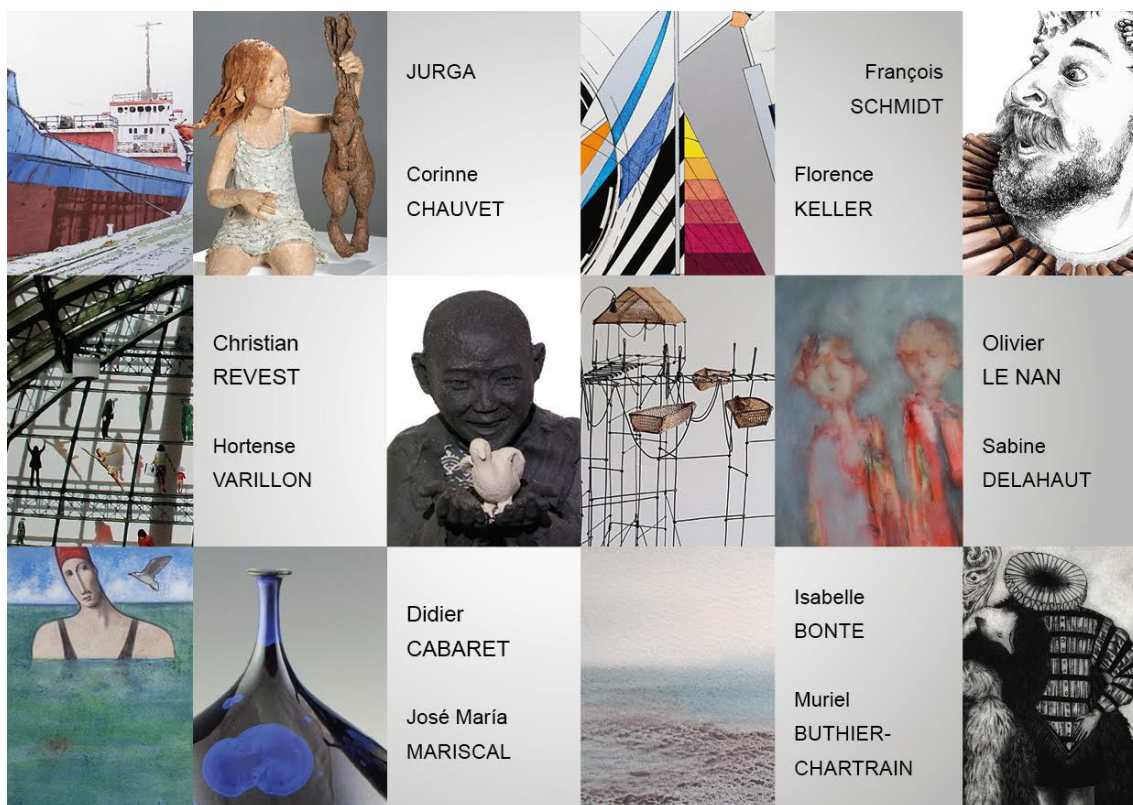 JURGA
Corinne
CHAUVET
François
SCHMIDT
Florence
KELLER
Christian
REVEST
Hortense
VARILLON
Olivier
LE NAN
Sabine
DELAHAUT
Didier
CABARET
José María
MARISCAL
Isabelle
BONTE
Muriel
BUTHIER-
CHARTRAIN